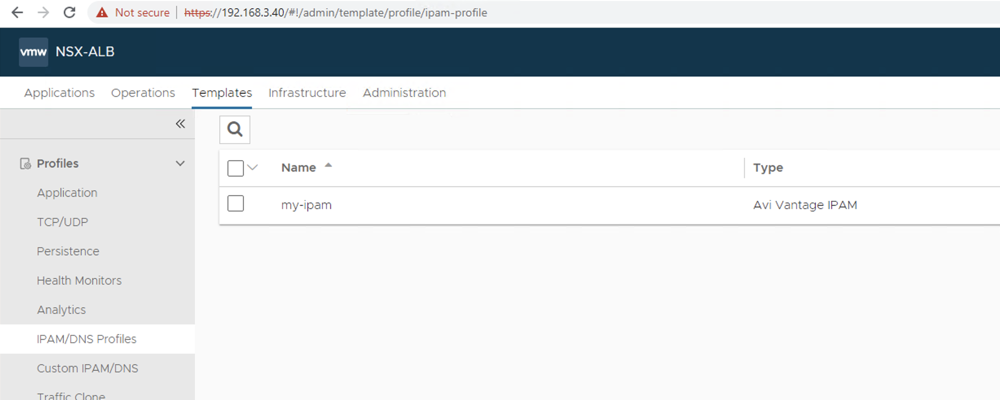 Not secure https://192.168.3.40/#!/admin/template/profile/ipam-profile
vmw NSX-ALB
Applications Operations Templates Infrastructure Administration
Profiles
Application
TCP/UDP
Persistence
Health Monitors
Analytics
IPAM/DNS Profiles
Custom IPAM/DNS
Traffic Clone
Name Type
my-ipam Avi Vantage IPAM